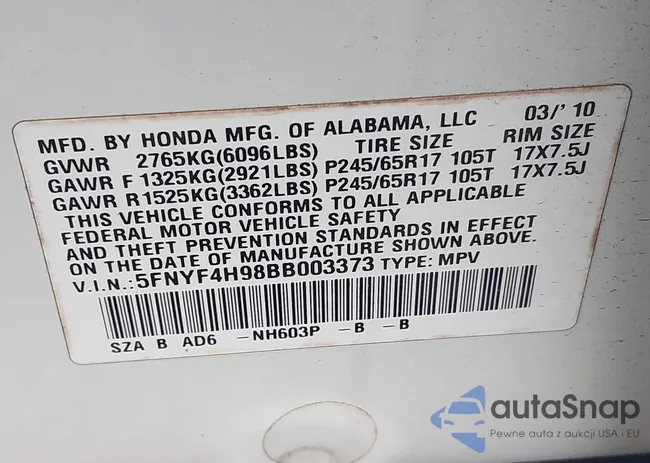 MFD. BY HONDA MFG. OF ALABAMA, LLC 03/' 10
GVWR 2765KG(6096LBS) TIRE SIZE RIM SIZE
GAWR F 1325KG(2921LBS) P245/65R17 105T 17X7.5J
GAWR R1525KG(3362LBS) P245/65R17 105T 17X7.5J
THIS VEHICLE CONFORMS TO ALL APPLICABLE
FEDERAL MOTOR VEHICLE SAFETY
AND THEFT PREVENTION STANDARDS IN EFFECT
ON THE DATE OF MANUFACTURE SHOWN ABOVE.
V.I.N.:5FNYF4H98BB003373 TYPE: MPV
SZA B AD6 -NH603P -B -B
autaSnap
Pewne auta z aukcji USA i EU